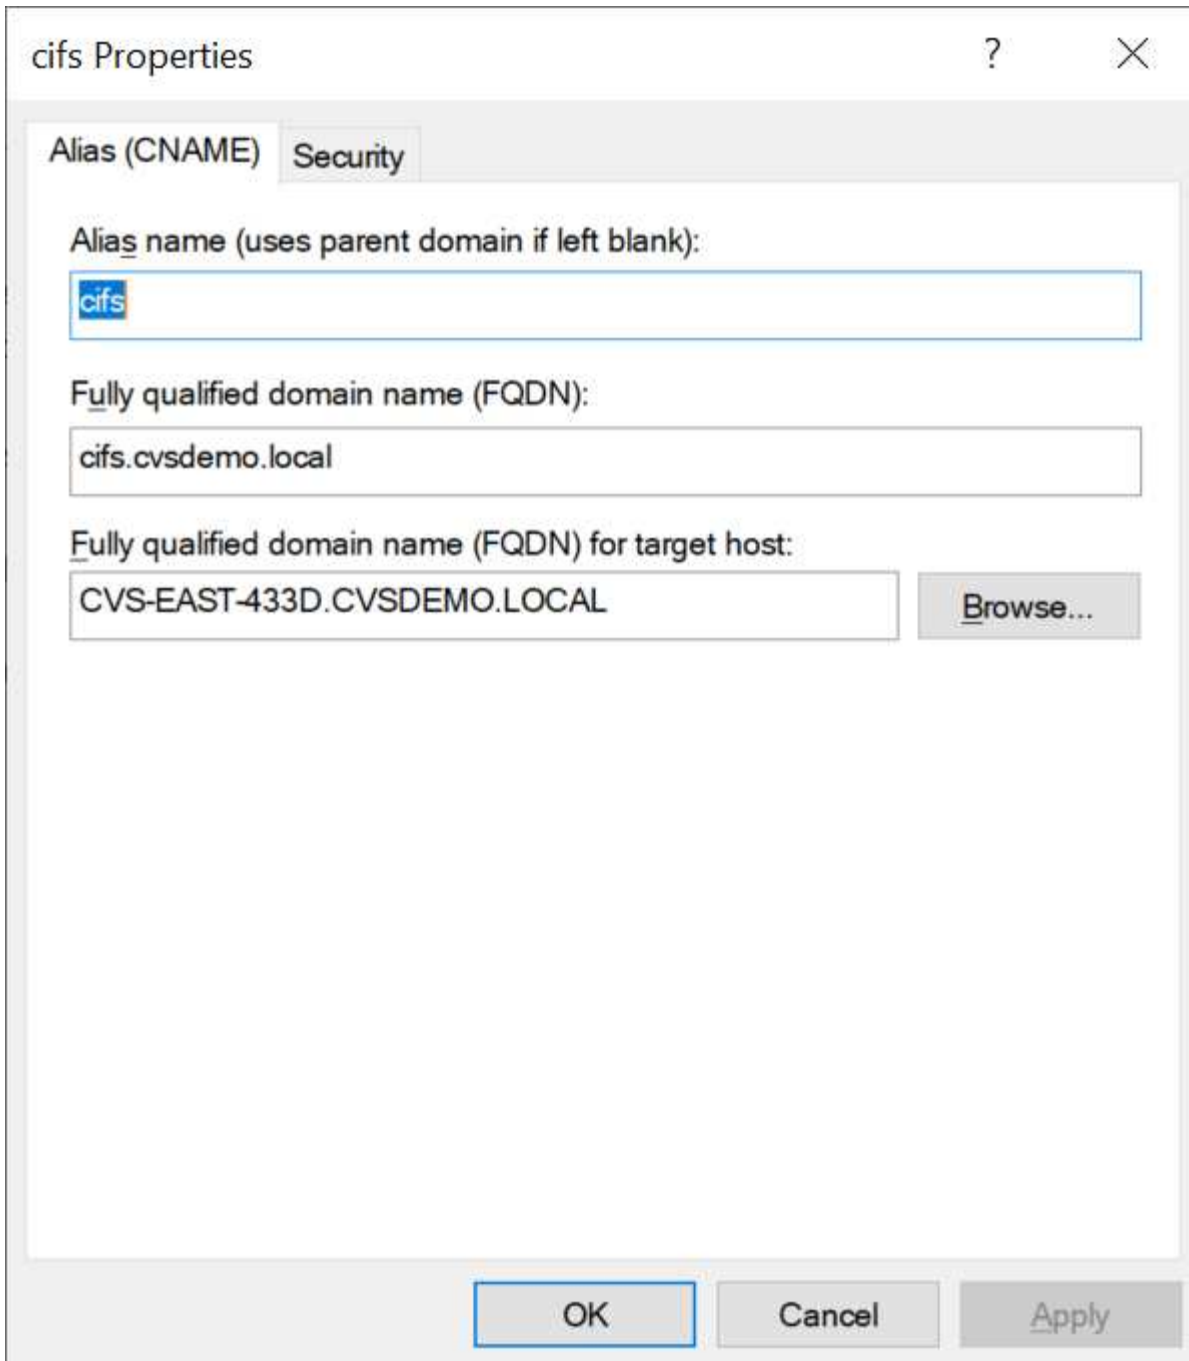 cifs Properties
?
Alias (CNAME)
Security
Alias name (uses parent domain if left blank):
cifs
Fully qualified domain name (FQDN):
cifs.cvsdemo.local
Fully qualified domain name (FQDN) for target host:
CVS-EAST-433D.CVSDEMO.LOCAL
Browse...
OK
Cancel
Apply